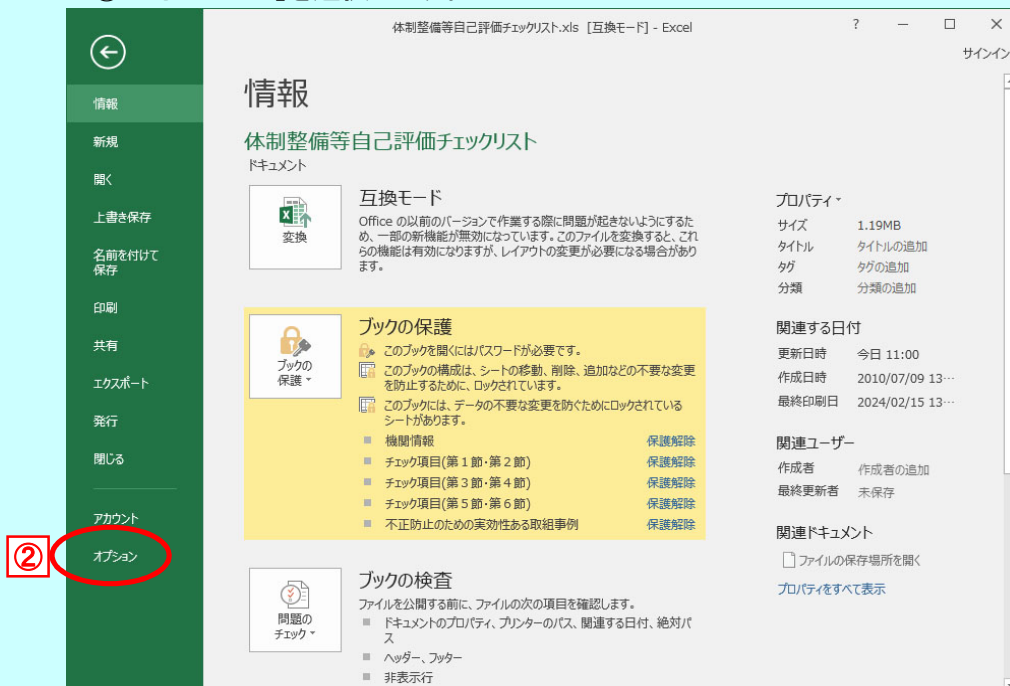 体制整備等自己評価チェックリスト.xls [互換モード] - Excel
?
サインイン
情報
新規
開く
上書き保存
名前を付けて
保存
印刷
共有
エクスポート
発行
閉じる
アカウント
②
オプション
情報
体制整備等自己評価チェックリスト
ドキュメント
変換
互換モード
Office の以前のバージョンで作業する際に問題が起きないようにするた
め、一部の新機能が無効になっています。このファイルを変換すると、これ
らの機能は有効になりますが、レイアウトの変更が必要になる場合があり
ます。
ブックの
保護
ブックの保護
このブックを開くにはパスワードが必要です。
このブックの構成は、シートの移動、削除、追加などの不要な変更
を防止するために、ロックされています。
このブックには、データの不要な変更を防ぐためにロックされている
シートがあります。
機関情報 保護解除
チェック項目(第１節・第２節) 保護解除
チェック項目(第３節・第４節) 保護解除
チェック項目(第５節・第６節) 保護解除
不正防止のための実効性ある取組事例 保護解除
問題の
チェック
ブックの検査
ファイルを公開する前に、ファイルの次の項目を確認します。
ドキュメントのプロパティ、プリンターのパス、関連する日付、絶対パ
ス
ヘッダー、フッター
非表示行
プロパティ
サイズ 1.19MB
タイトル タイトルの追加
タグ タグの追加
分類 分類の追加
関連する日付
更新日時 今日 11:00
作成日時 2010/07/09 13…
最終印刷日 2024/02/15 13…
関連ユーザー
作成者 作成者の追加
最終更新者 未保存
関連ドキュメント
ファイルの保存場所を開く
プロパティをすべて表示